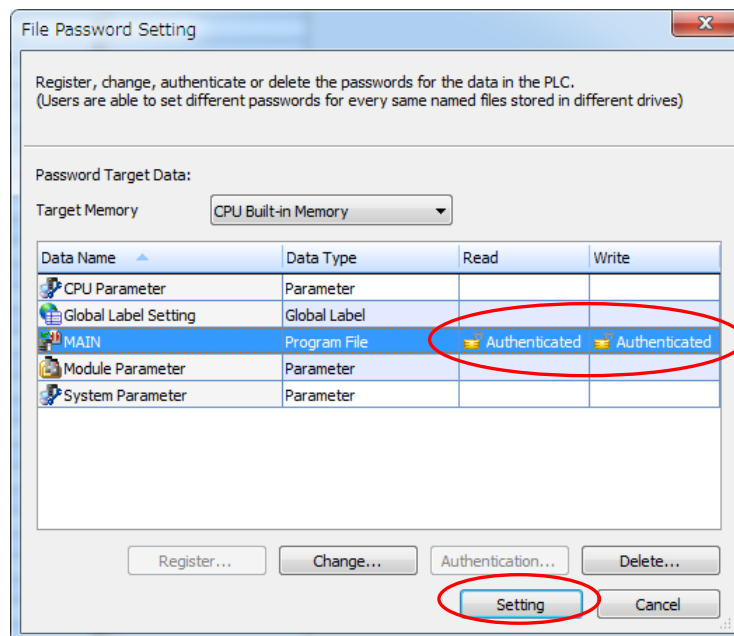 File Password Setting
Register, change, authenticate or delete the passwords for the data in the PLC.
(Users are able to set different passwords for every same named files stored in different drives)
Password Target Data:
Target Memory CPU Built-in Memory
Data Name Data Type Read Write
CPU Parameter Parameter
Global Label Setting Global Label
MAIN Program File Authenticated Authenticated
Module Parameter Parameter
System Parameter Parameter
Register... Change... Authentication... Delete...
Setting Cancel